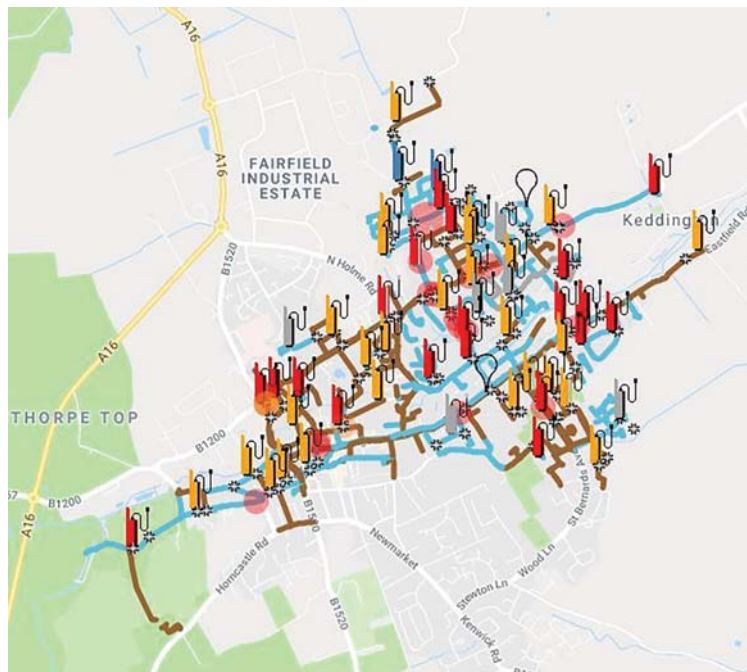 A16
FAIRFIELD
INDUSTRIAL
ESTATE
A16
B1520
N Holme Rd
Eastfield Rd
A16
THORPE TOP
B1200
B1200
A16
Horncastle Rd
B1520
Newmarket
St Bernards Av
Wood Ln
Stewton Ln
Kenwick Rd
B1520